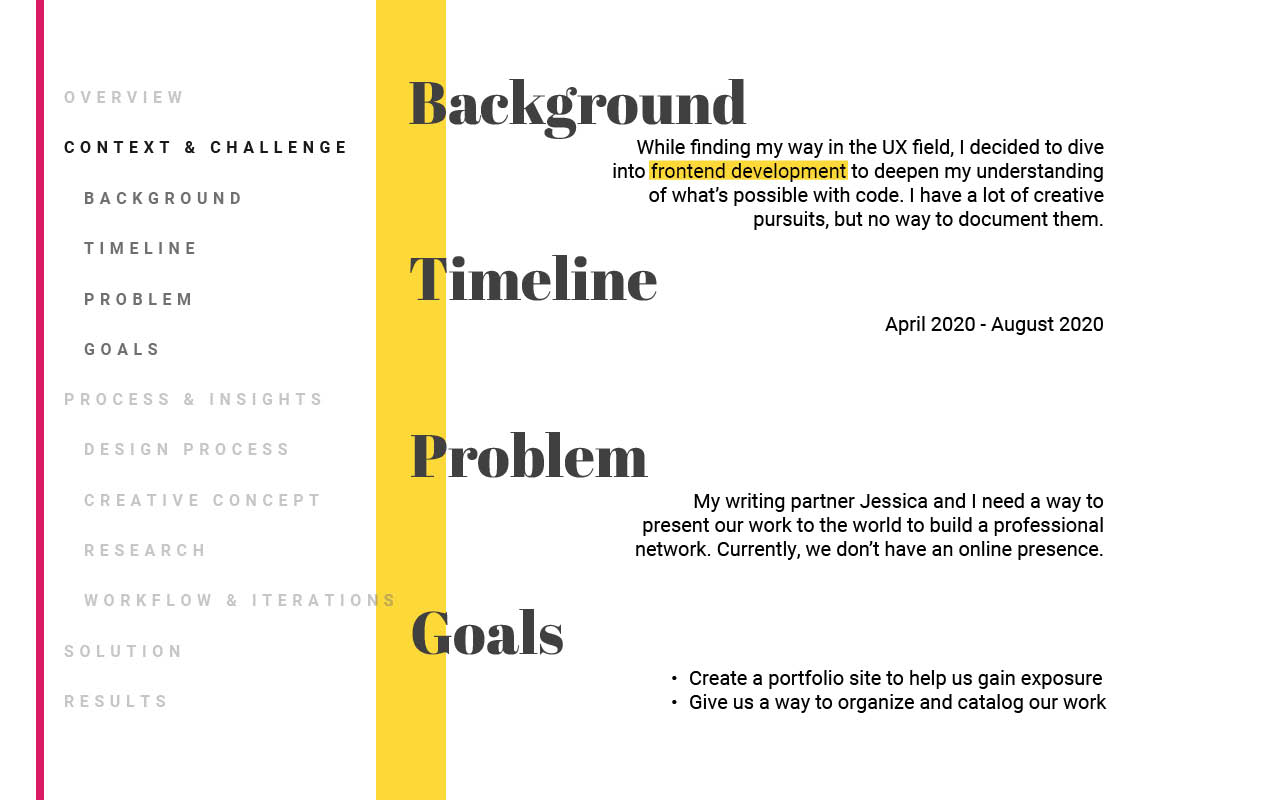 OVERVIEW
CONTEXT & CHALLENGE
BACKGROUND
TIMELINE
PROBLEM
GOALS
PROCESS & INSIGHTS
DESIGN PROCESS
CREATIVE CONCEPT
RESEARCH
WORKFLOW & ITERATIONS
SOLUTION
RESULTS
Background
While finding my way in the UX field, I decided to dive
into frontend development to deepen my understanding
of what’s possible with code. I have a lot of creative
pursuits, but no way to document them.
Timeline
April 2020 - August 2020
Problem
My writing partner Jessica and I need a way to
present our work to the world to build a professional
network. Currently, we don’t have an online presence.
Goals
• Create a portfolio site to help us gain exposure
• Give us a way to organize and catalog our work